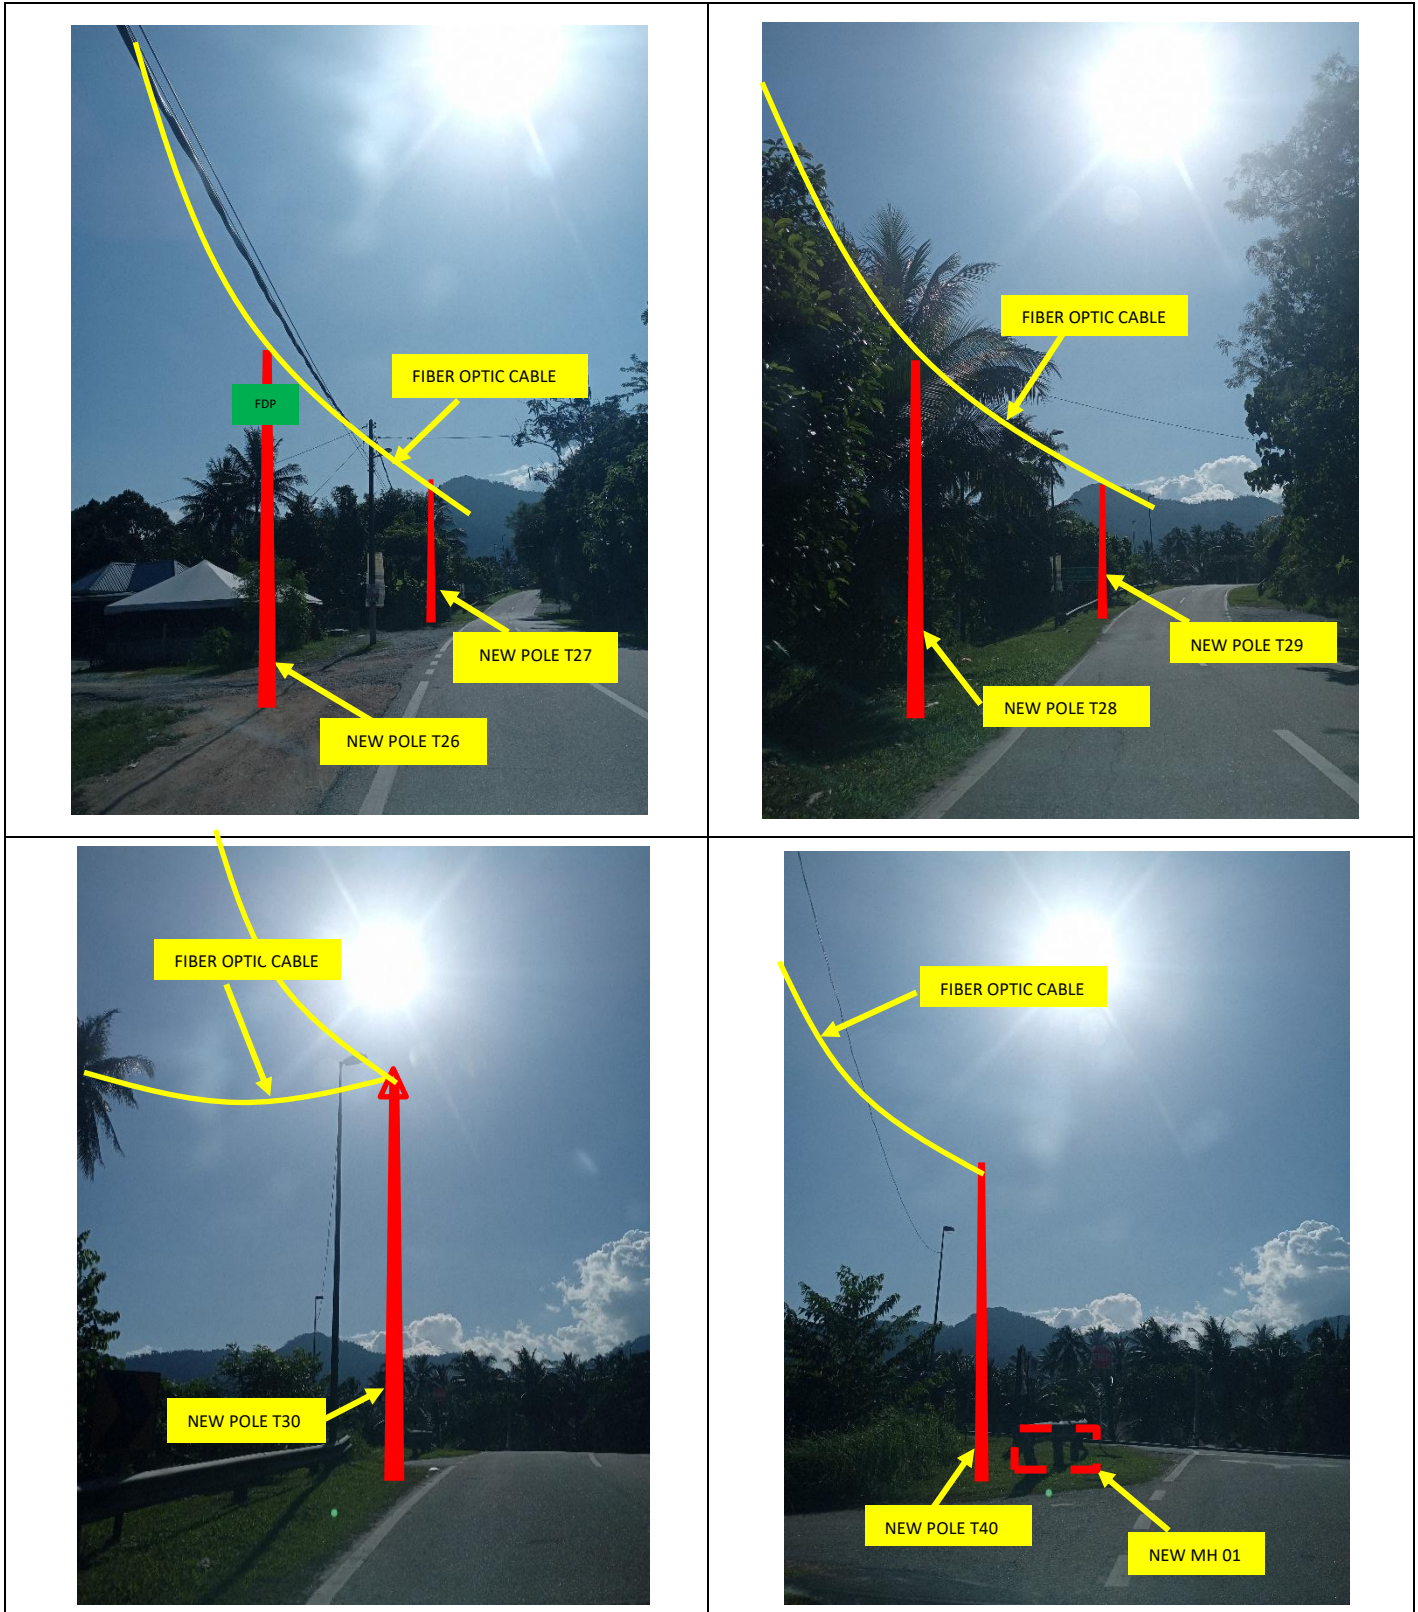 FIBER OPTIC CABLE
FDP
NEW POLE T27
NEW POLE T26
FIBER OPTIC CABLE
NEW POLE T29
NEW POLE T28
FIBER OPTIC CABLE
NEW POLE T30
FIBER OPTIC CABLE
NEW POLE T40
NEW MH 01